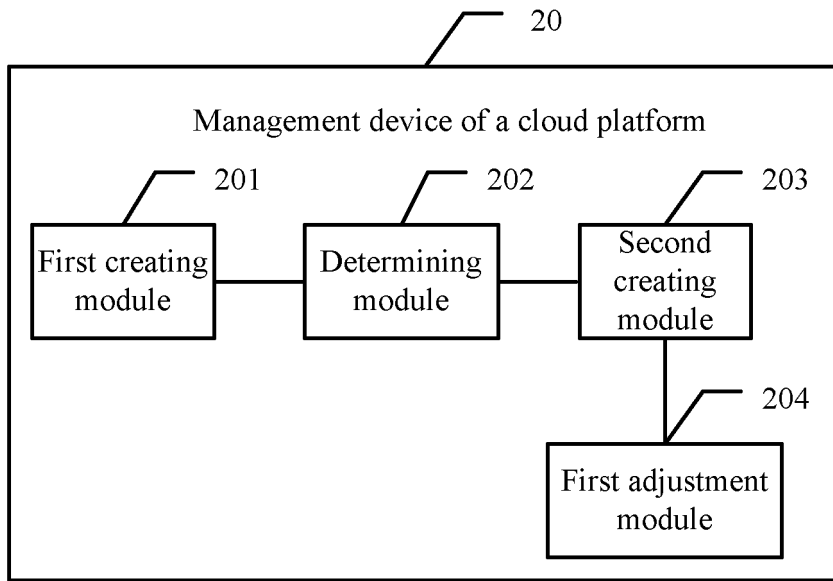 20
Management device of a cloud platform
201
202
203
First creating
module
Determining
module
Second
creating
module
204
First adjustment
module